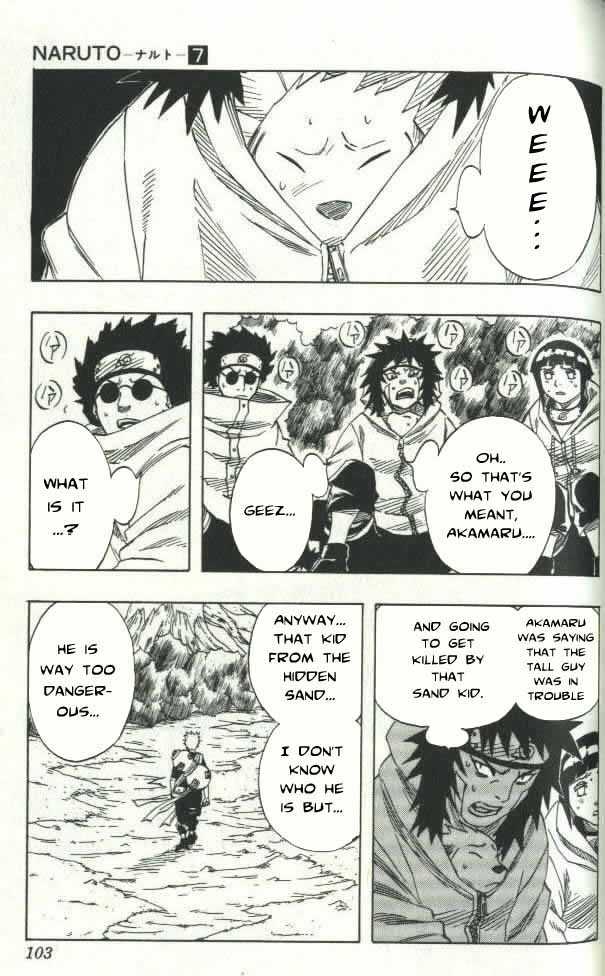 NARUTO —ナルト— 7
W
E
E
E
...
OH..
SO THAT'S
WHAT YOU
MEANT,
AKAMARU....
GEEZ...
WHAT
IS IT
...?
AKAMARU
WAS SAYING
THAT THE
TALL GUY
WAS IN
TROUBLE
AND GOING
TO GET
KILLED BY
THAT
SAND KID.
ANYWAY...
THAT KID
FROM THE
HIDDEN
SAND...
I DON'T
KNOW
WHO HE
IS BUT...
HE IS
WAY TOO
DANGER-
OUS...
103